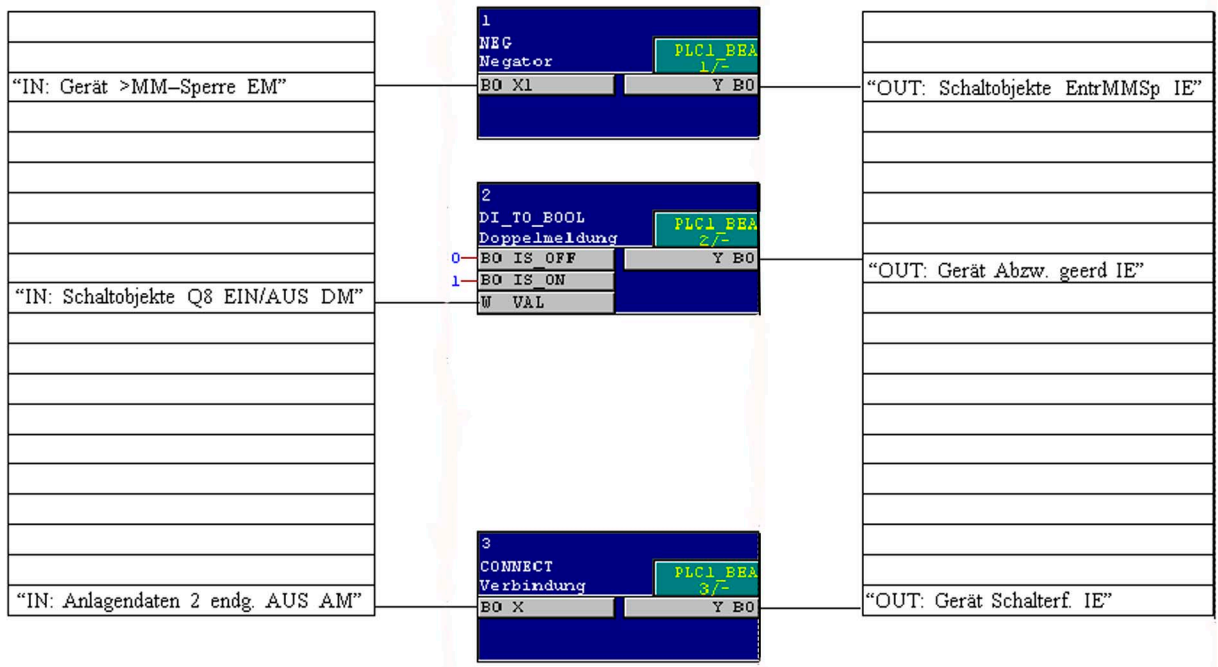 1
NEG
Negator
PLC1_BEA
1/-
“IN: Gerät >MM–Sperre EM”
BO X1
Y BO
“OUT: Schaltobjekte EntrMMSp IE”
2
DI_TO_BOOL
Doppelmeldung
PLC1_BEA
2/-
0
BO IS_OFF
Y BO
“OUT: Gerät Abzw. geerd IE”
1
BO IS_ON
“IN: Schaltobjekte Q8 EIN/AUS DM”
W VAL
3
CONNECT
Verbindung
PLC1_BEA
3/-
“IN: Anlagendaten 2 endg. AUS AM”
BO X
Y BO
“OUT: Gerät Schalterf. IE”